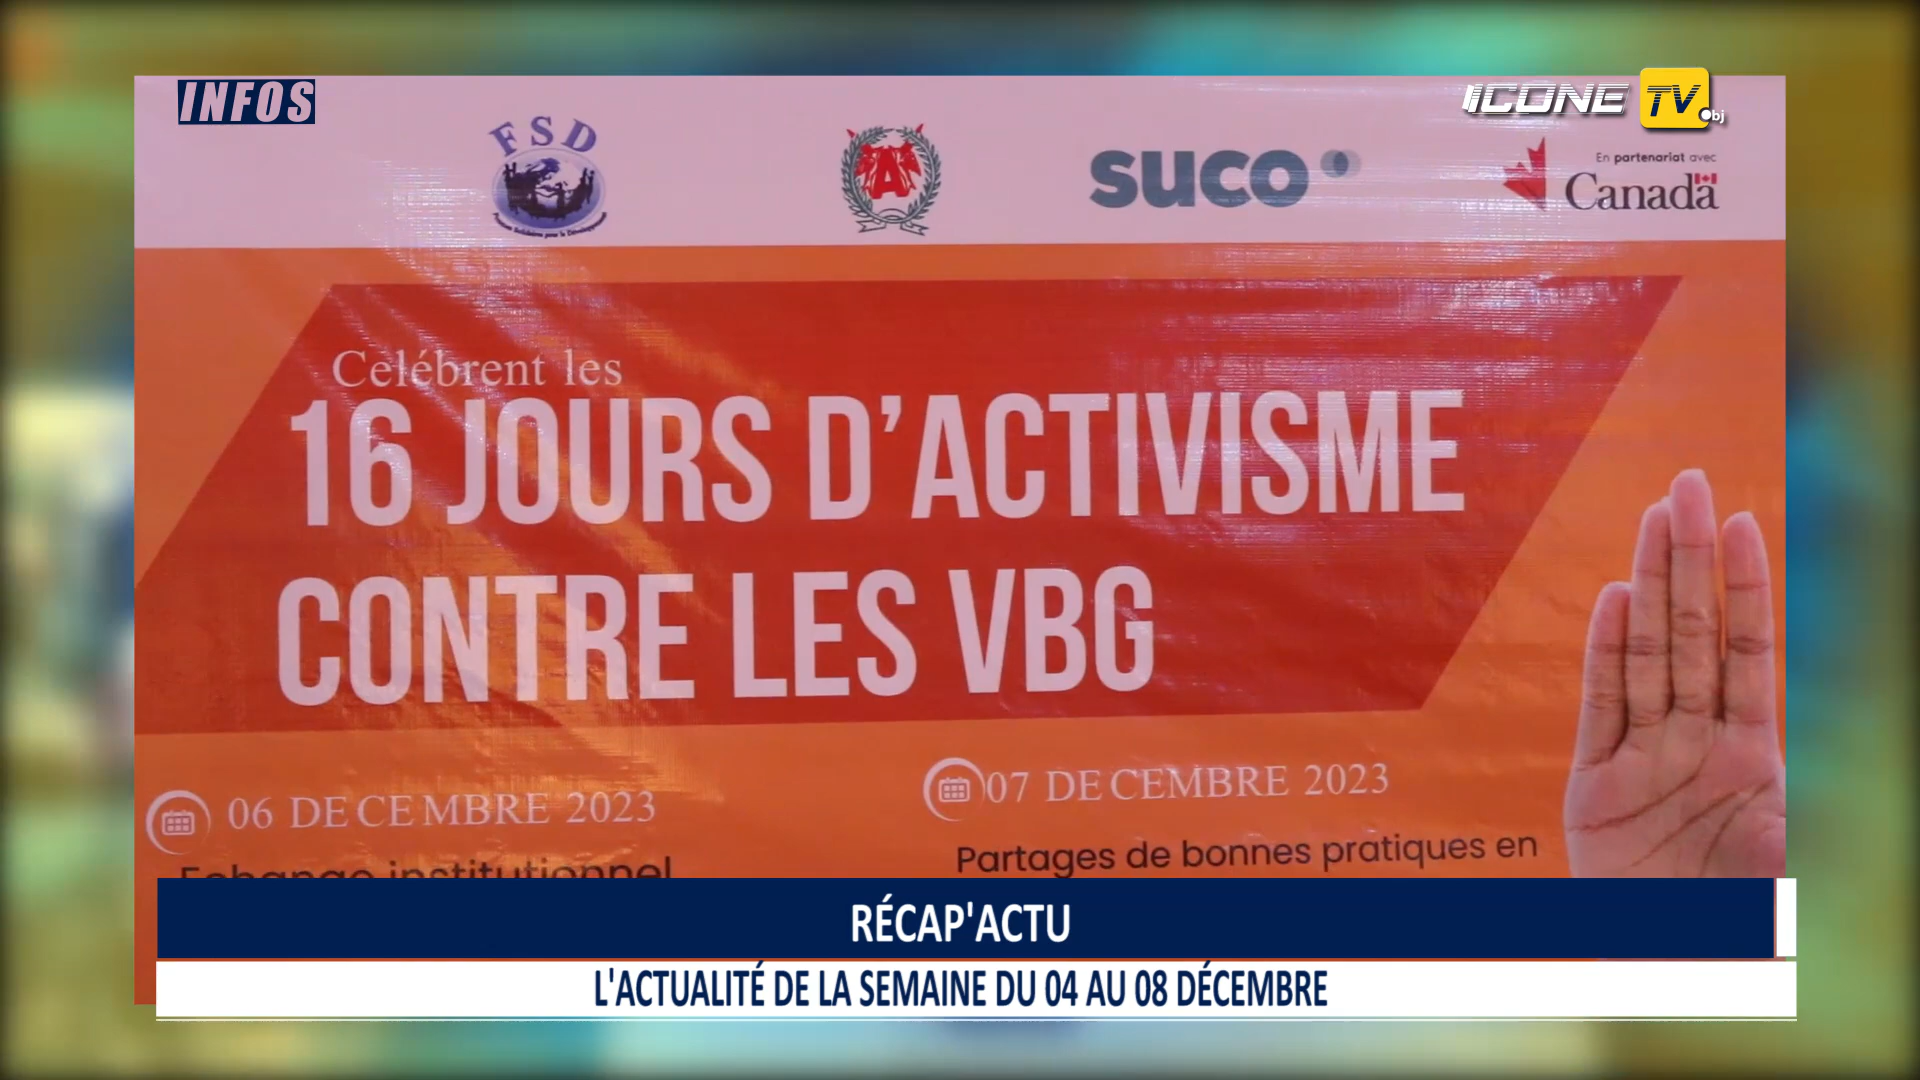 INFOS
ICONE TV.bj
FSD
A
suco
En partenariat avec
Canada
Celébrent les
16 JOURS D'ACTIVISME
CONTRE LES VBG
06 DECEMBRE 2023
07 DECEMBRE 2023
Echange institutionnel
Partages de bonnes pratiques en
RÉCAP'ACTU
L'ACTUALITÉ DE LA SEMAINE DU 04 AU 08 DÉCEMBRE